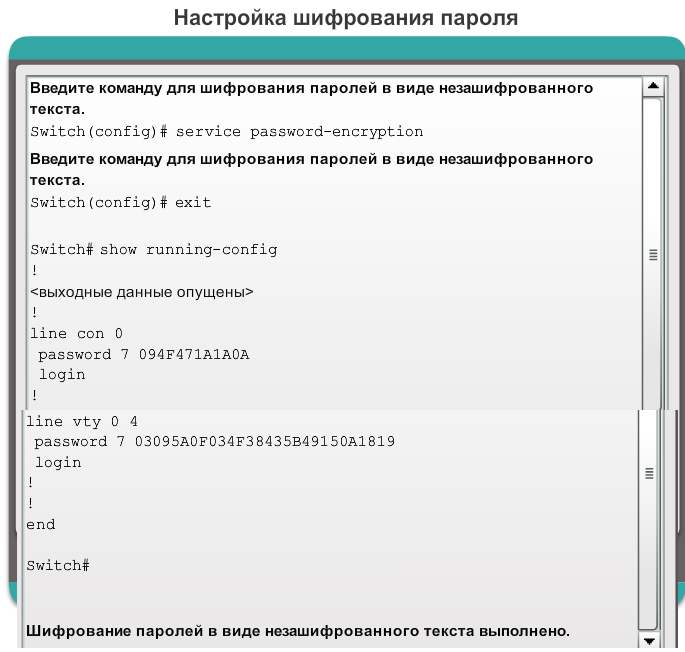 Настройка шифрования пароля
Введите команду для шифрования паролей в виде незашифрованного
текста.
Switch(config)# service password-encryption
Введите команду для шифрования паролей в виде незашифрованного
текста.
Switch(config)# exit
Switch# show running-config
!
<выходные данные опущены>
!
line con 0
password 7 094F471A1A0A
login
!
line vty 0 4
password 7 03095A0F034F38435B49150A1819
login
!
!
end
Switch#
Шифрование паролей в виде незашифрованного текста выполнено.